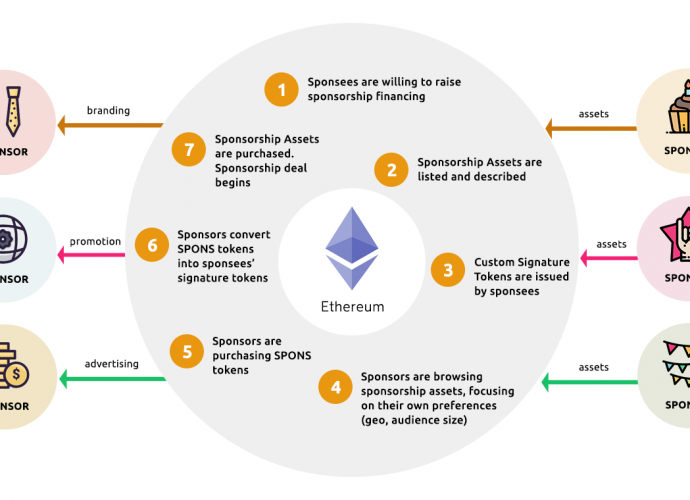 1
Sponsees are willing to raise
sponsorship financing
branding
assets
NSOR
SPON
7
Sponsorship Assets
are purchased.
Sponsorship deal
begins
2
Sponsorship Assets are
listed and described
promotion
6
Sponsors convert
SPONS tokens
into sponsees'
signature tokens
Ethereum
3
Custom Signature
Tokens are issued
by sponsees
assets
NSOR
SPON
advertising
5
Sponsors are
purchasing SPONS
tokens
4
Sponsors are browsing
sponsorship assets, focusing
on their own preferences
(geo, audience size)
assets
NSOR
SPON